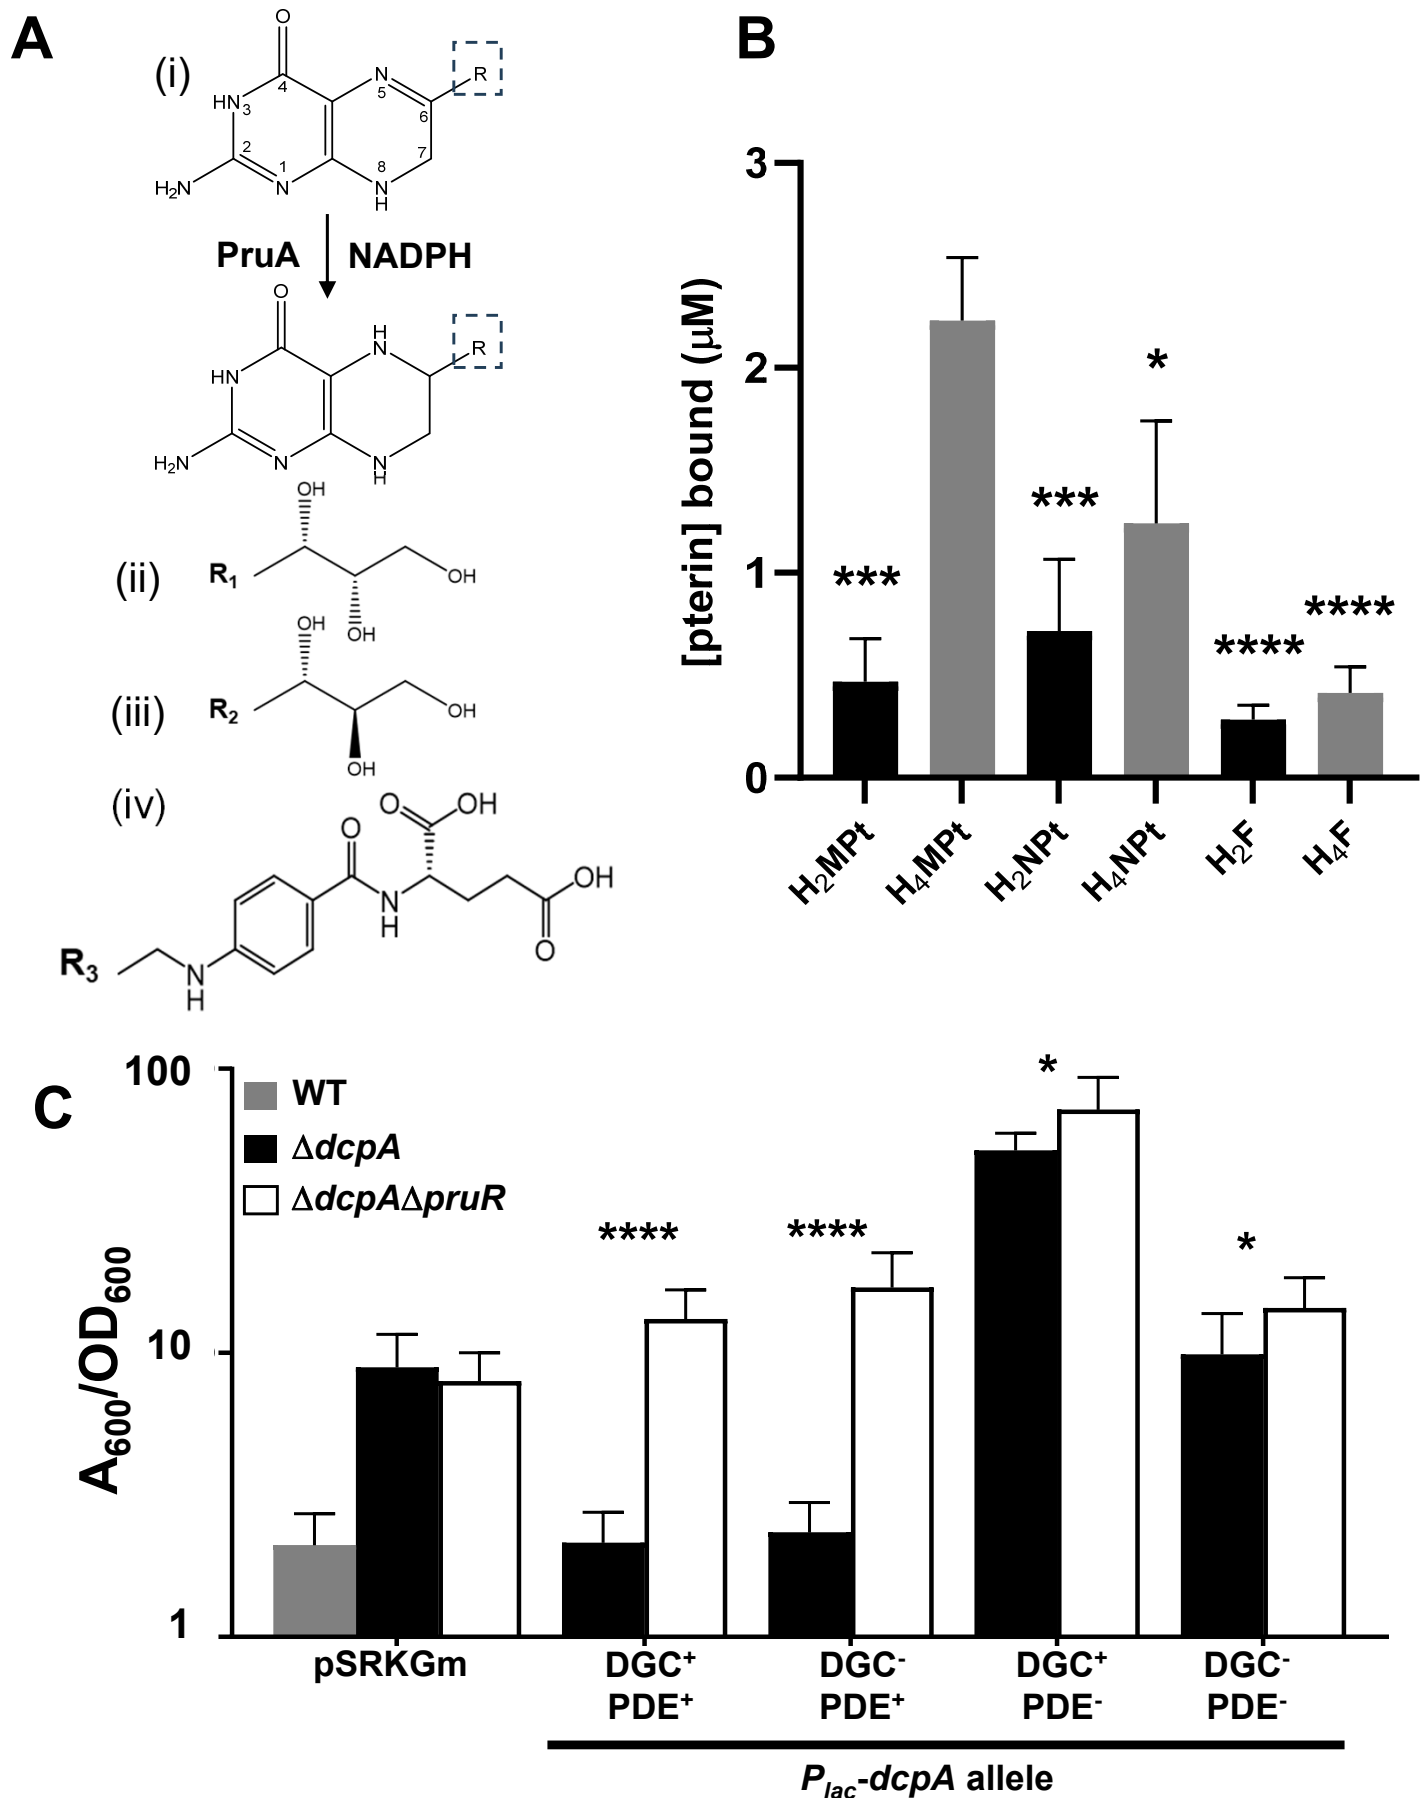 A
(i)
O
4
HN 3
N
5
R
6
2
1
8
7
H₂N
N
N
H
PruA NADPH
O
H
N
R
HN
H₂N
N
N
H
(ii)
OH
R₁
OH
OH
(iii)
OH
R₂
OH
OH
(iv)
O
OH
O
OH
N
H
O
R₃
N
H
B
[pterin] bound (μM)
3
2
1
0
***
***
*
****
****
H₂MPt
H₄MPt
H₂NPt
H₄NPt
H₂F
H₄F
C
A₆₀₀/OD₆₀₀
100
10
1
WT
ΔdcpA
ΔdcpAΔpruR
****
****
*
*
pSRKGm
DGC⁺
PDE⁺
DGC⁻
PDE⁺
DGC⁺
PDE⁻
DGC⁻
PDE⁻
Plac-dcpA allele